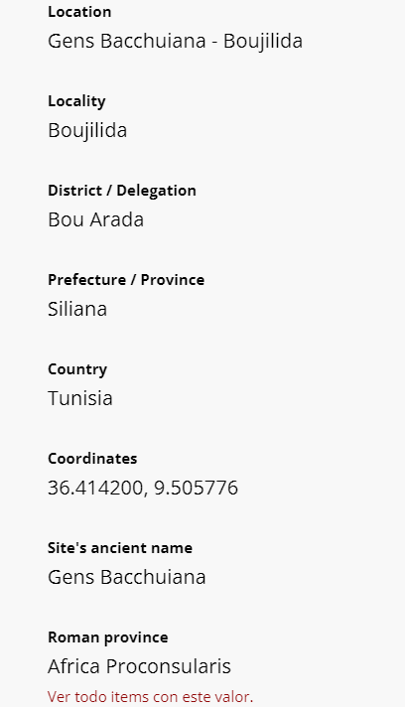 Location
Gens Bacchuiana - Boujilida
Locality
Boujilida
District / Delegation
Bou Arada
Prefecture / Province
Siliana
Country
Tunisia
Coordinates
36.414200, 9.505776
Site's ancient name
Gens Bacchuiana
Roman province
Africa Proconsularis
Ver todo items con este valor.